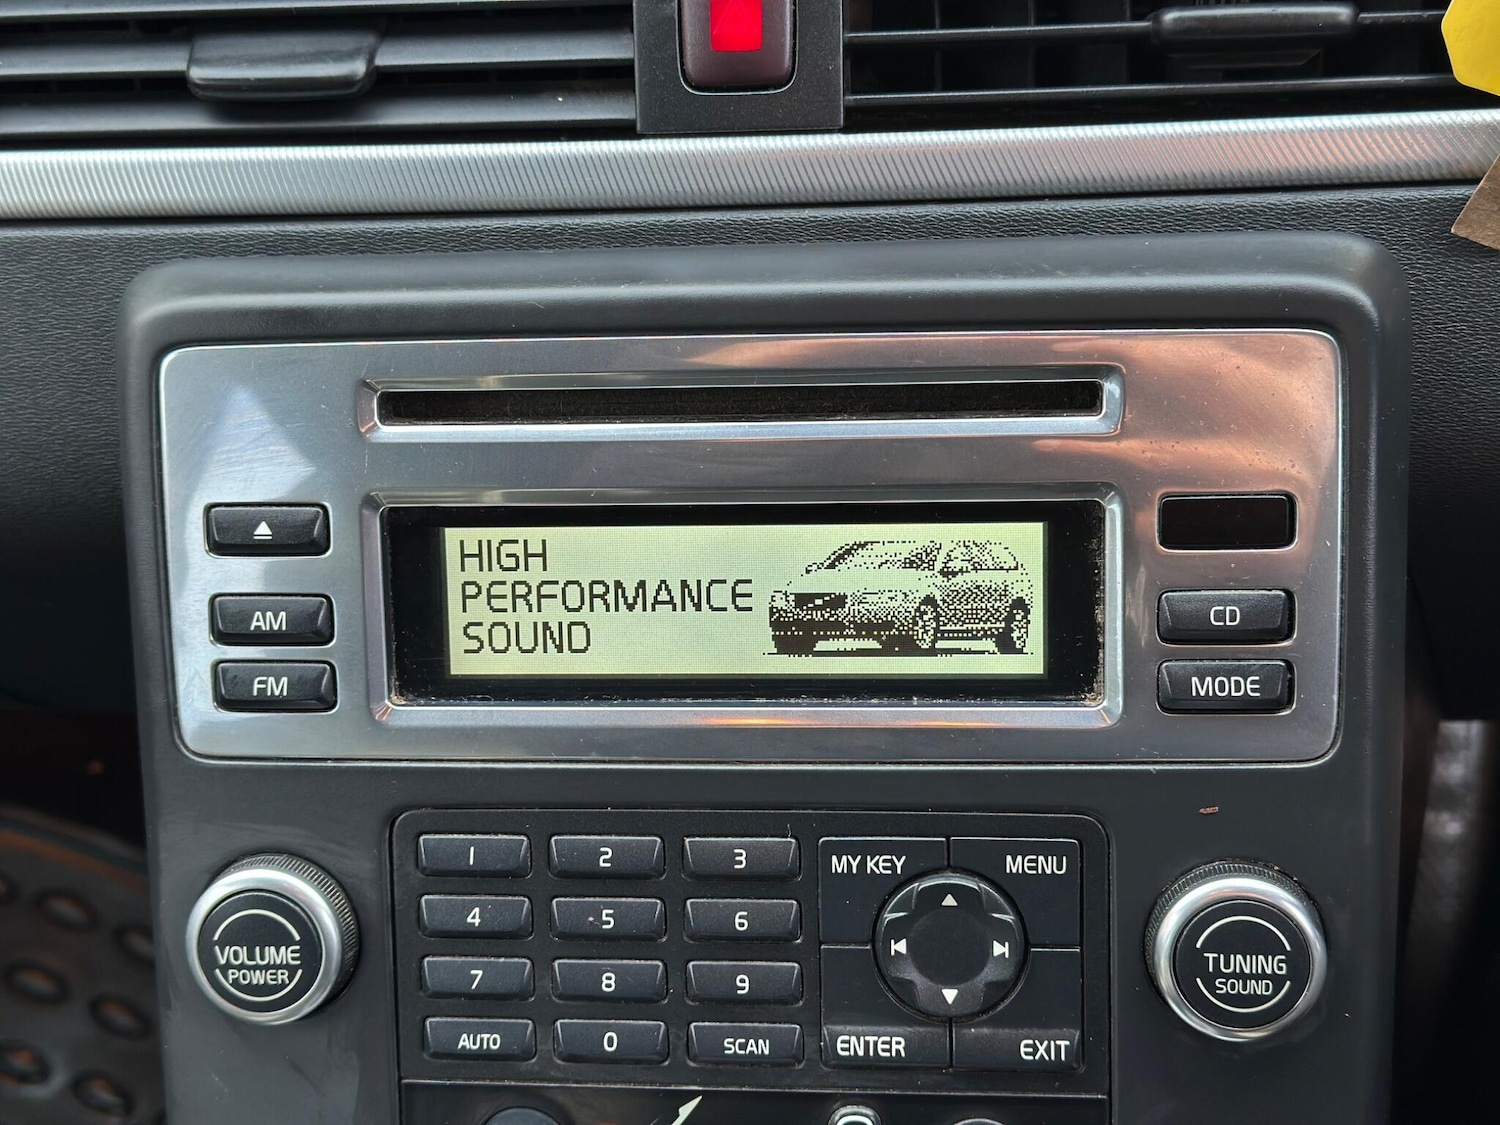 HIGH
PERFORMANCE
SOUND
AM
FM
CD
MODE
1 2 3
4 5 6
7 8 9
AUTO 0 SCAN
MY KEY MENU
ENTER EXIT
VOLUME
POWER
TUNING
SOUND